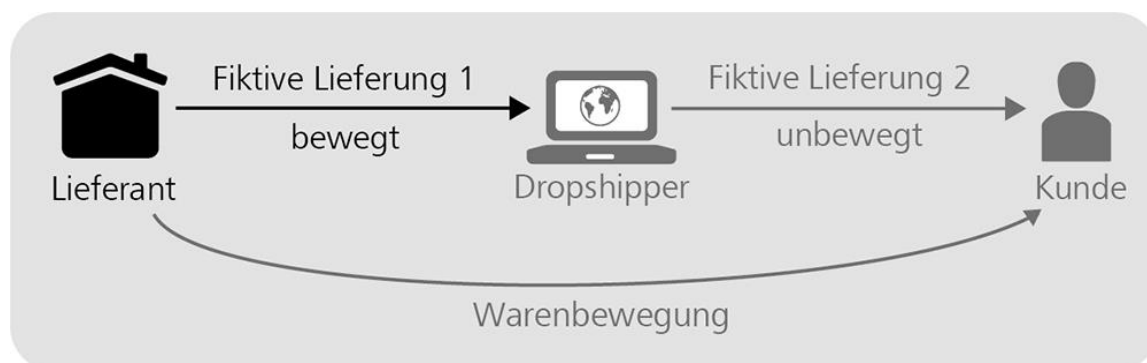 Fiktive Lieferung 1
bewegt
Fiktive Lieferung 2
unbewegt
Lieferant
Dropshipper
Kunde
Warenbewegung